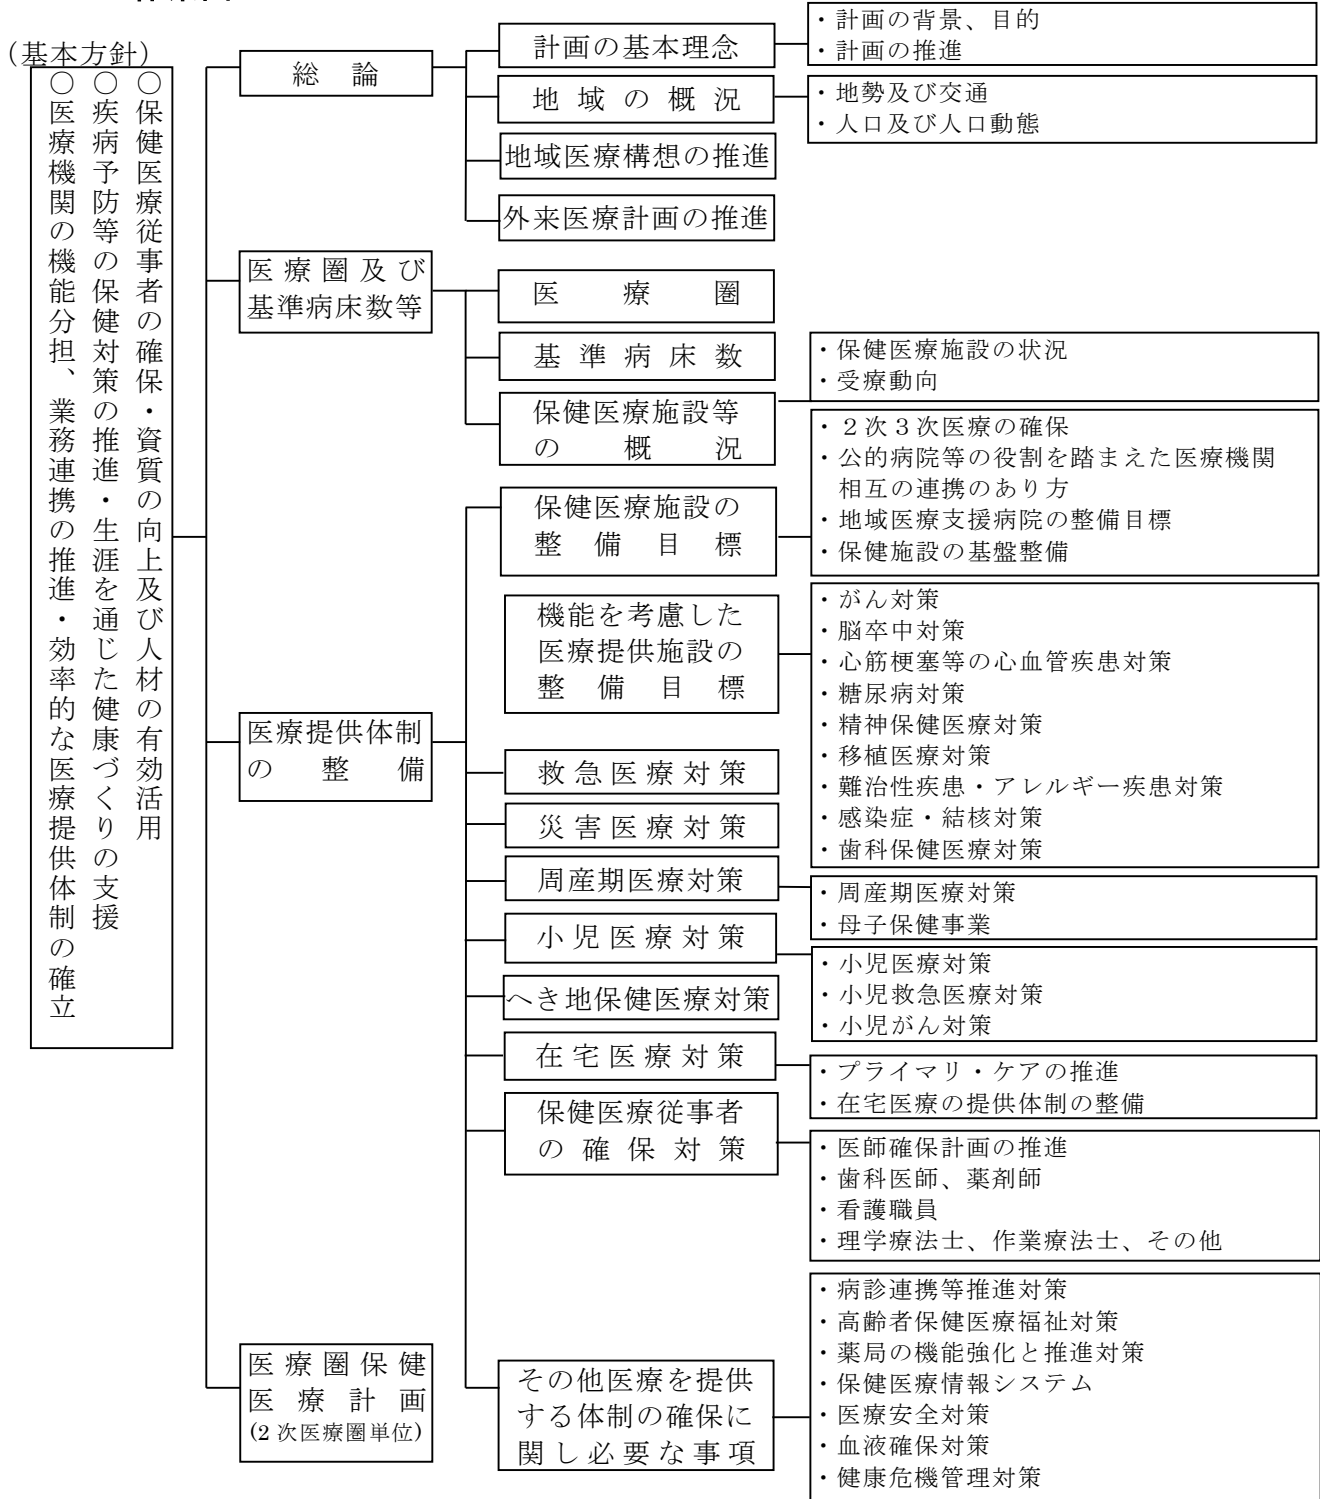 (基本方針)
○保健医療従事者の確保・資質の向上及び人材の有効活用
○疾病予防等の保健対策の推進・生涯を通じた健康づくりの支援
○医療機関の機能分担、業務連携の推進・効率的な医療提供体制の確立
総論
計画の基本理念
・計画の背景、目的
・計画の推進
地域の概況
・地勢及び交通
・人口及び人口動態
地域医療構想の推進
外来医療計画の推進
医療圏及び
基準病床数等
医療圏
基準病床数
保健医療施設等
の概況
・保健医療施設の状況
・受療動向
医療提供体制
の整備
保健医療施設の
整備目標
・2次3次医療の確保
・公的病院等の役割を踏まえた医療機関
相互の連携のあり方
・地域医療支援病院の整備目標
・保健施設の基盤整備
機能を考慮した
医療提供施設の
整備目標
・がん対策
・脳卒中対策
・心筋梗塞等の心血管疾患対策
・糖尿病対策
・精神保健医療対策
・移植医療対策
・難治性疾患・アレルギー疾患対策
・感染症・結核対策
・歯科保健医療対策
救急医療対策
災害医療対策
周産期医療対策
・周産期医療対策
・母子保健事業
小児医療対策
・小児医療対策
・小児救急医療対策
・小児がん対策
へき地保健医療対策
在宅医療対策
・プライマリ・ケアの推進
・在宅医療の提供体制の整備
保健医療従事者
の確保対策
・医師確保計画の推進
・歯科医師、薬剤師
・看護職員
・理学療法士、作業療法士、その他
その他医療を提供
する体制の確保に
関し必要な事項
・病診連携等推進対策
・高齢者保健医療福祉対策
・薬局の機能強化と推進対策
・保健医療情報システム
・医療安全対策
・血液確保対策
・健康危機管理対策
医療圏保健
医療計画
(2次医療圏単位)